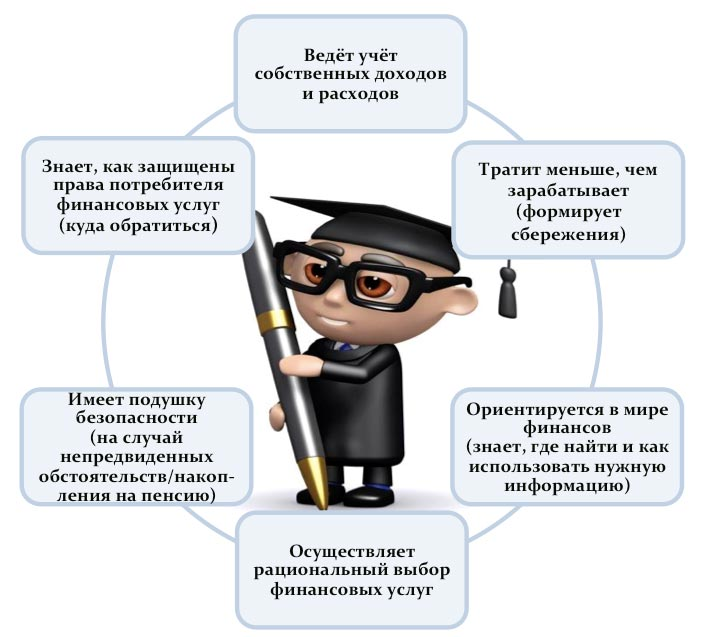 Ведёт учёт
собственных доходов
и расходов
Знает, как защищены
права потребителя
финансовых услуг
(куда обратиться)
Тратит меньше, чем
зарабатывает
(формирует
сбережения)
Имеет подушку
безопасности
(на случай
непредвиденных
обстоятельств/накоп-
ления на пенсию)
Ориентируется в мире
финансов
(знает, где найти и как
использовать нужную
информацию)
Осуществляет
рациональный выбор
финансовых услуг